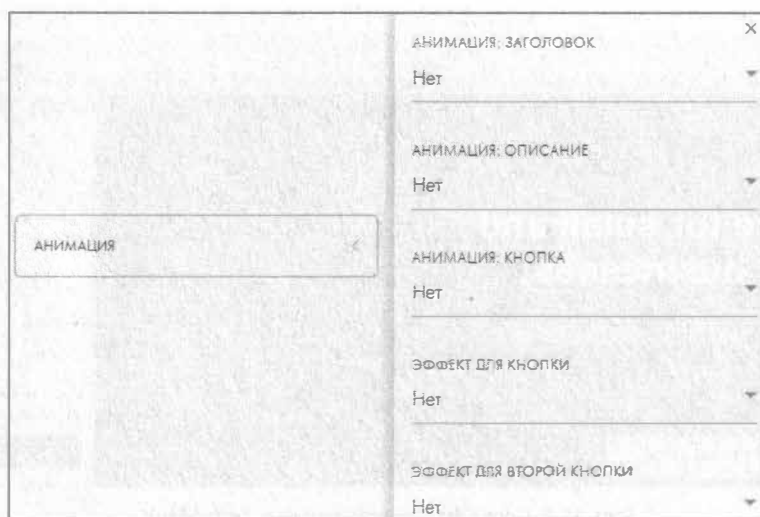 АНИМАЦИЯ
АНИМАЦИЯ: ЗАГОЛОВОК
Нет
АНИМАЦИЯ: ОПИСАНИЕ
Нет
АНИМАЦИЯ: КНОПКА
Нет
ЭФФЕКТ ДЛЯ КНОПКИ
Нет
ЭФФЕКТ ДЛЯ ВТОРОЙ КНОПКИ
Нет